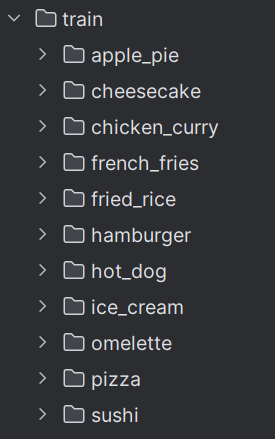 train
apple_pie
cheesecake
chicken_curry
french_fries
fried_rice
hamburger
hot_dog
ice_cream
omelette
pizza
sushi